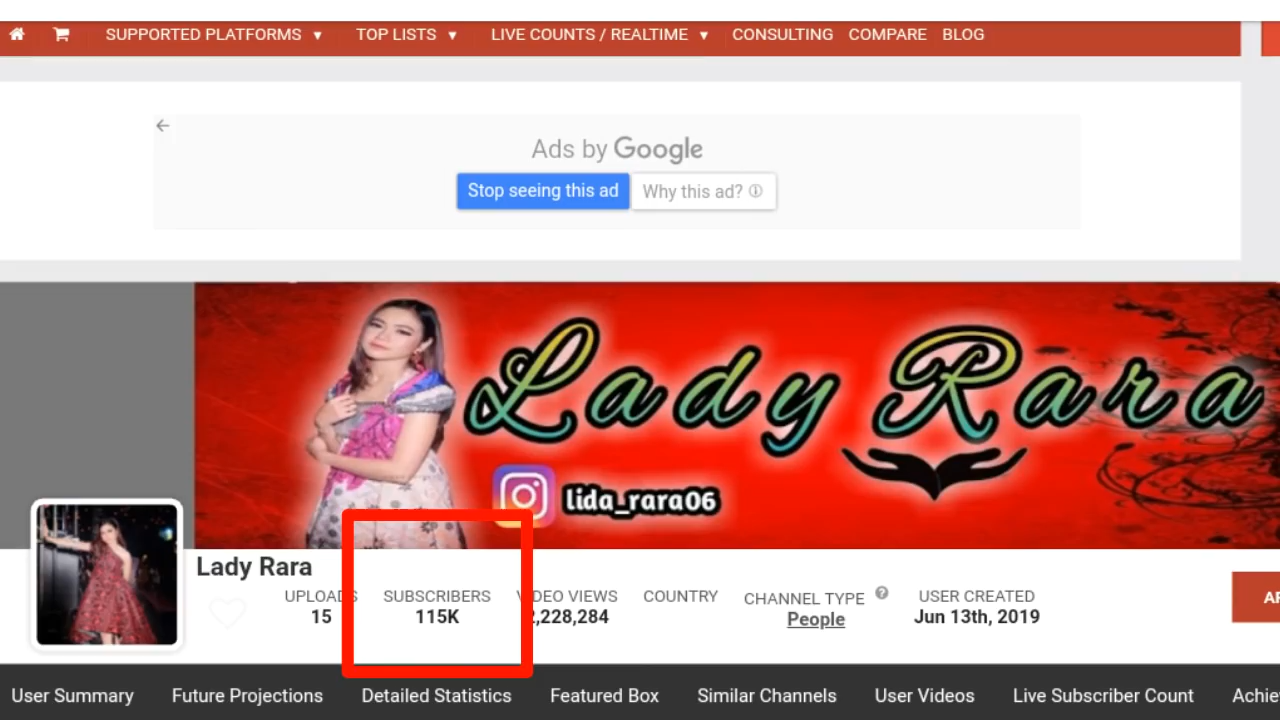 SUPPORTED PLATFORMS ▼ TOP LISTS ▼ LIVE COUNTS / REALTIME ▼ CONSULTING COMPARE BLOG
Ads by Google
Stop seeing this ad Why this ad?
Lady Rara
lida_rara06
Lady Rara
UPLOADS SUBSCRIBERS VIDEO VIEWS COUNTRY CHANNEL TYPE ? USER CREATED
15 115K ,228,284 People Jun 13th, 2019
User Summary Future Projections Detailed Statistics Featured Box Similar Channels User Videos Live Subscriber Count